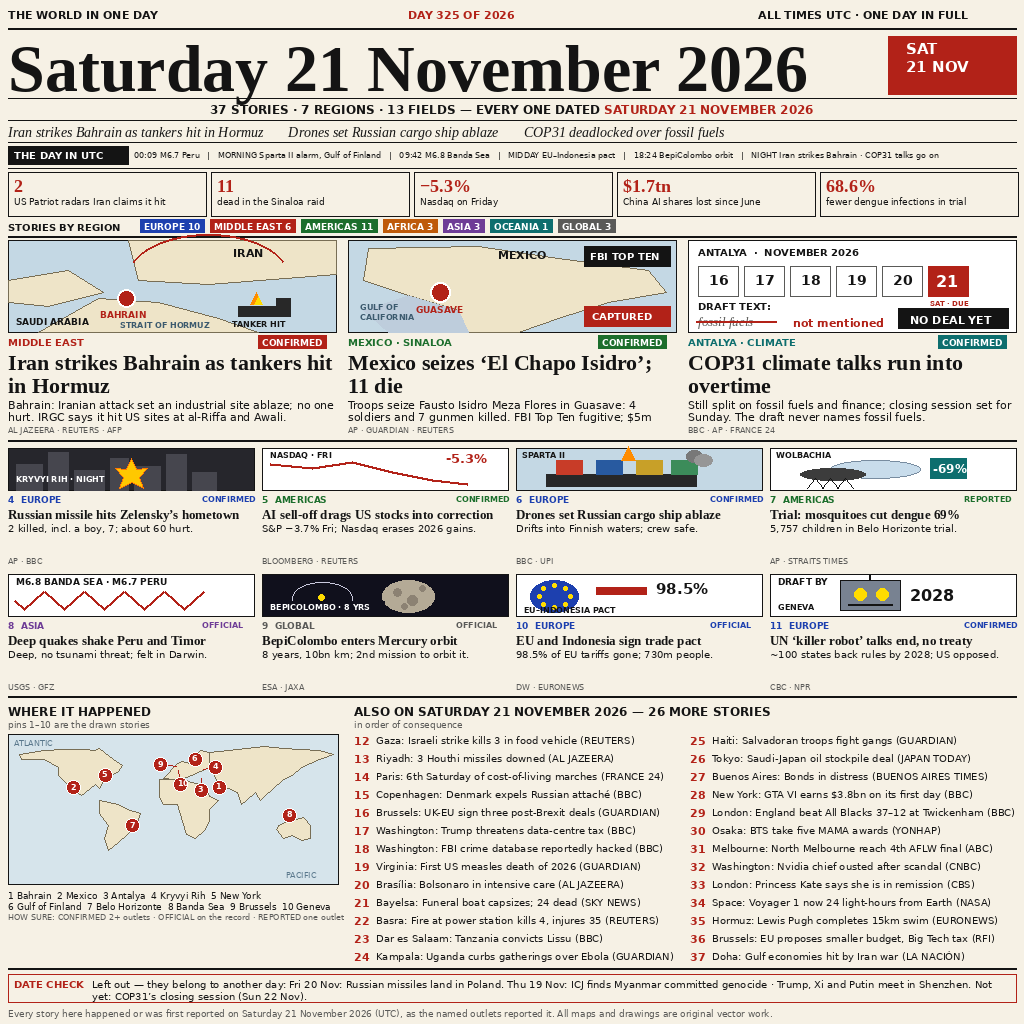 THE WORLD IN ONE DAY
DAY 325 OF 2026
ALL TIMES UTC · ONE DAY IN FULL
Saturday 21 November 2026
SAT
21 NOV
37 STORIES · 7 REGIONS · 13 FIELDS — EVERY ONE DATED SATURDAY 21 NOVEMBER 2026
Iran strikes Bahrain as tankers hit in Hormuz
Drones set Russian cargo ship ablaze
COP31 deadlocked over fossil fuels
THE DAY IN UTC
00:09 M6.7 Peru | MORNING Sparta II alarm, Gulf of Finland | 09:42 M6.8 Banda Sea | MIDDAY EU–Indonesia pact | 18:24 BepiColombo orbit | NIGHT Iran strikes Bahrain · COP31 talks go on
2
US Patriot radars Iran claims it hit
11
dead in the Sinaloa raid
−5.3%
Nasdaq on Friday
$1.7tn
China AI shares lost since June
68.6%
fewer dengue infections in trial
STORIES BY REGION
EUROPE 10
MIDDLE EAST 6
AMERICAS 11
AFRICA 3
ASIA 3
OCEANIA 1
GLOBAL 3
IRAN
BAHRAIN
SAUDI ARABIA
STRAIT OF HORMUZ
TANKER HIT
MIDDLE EAST
CONFIRMED
Iran strikes Bahrain as tankers hit
in Hormuz
Bahrain: Iranian attack set an industrial site ablaze; no one
hurt. IRGC says it hit US sites at al-Riffa and Awali.
AL JAZEERA · REUTERS · AFP
MEXICO
FBI TOP TEN
GULF OF
CALIFORNIA
GUASAVE
CAPTURED
MEXICO · SINALOA
CONFIRMED
Mexico seizes ‘El Chapo Isidro’;
11 die
Troops seize Fausto Isidro Meza Flores in Guasave: 4
soldiers and 7 gunmen killed. FBI Top Ten fugitive; $5m
AP · GUARDIAN · REUTERS
ANTALYA · NOVEMBER 2026
16
17
18
19
20
21
SAT · DUE
DRAFT TEXT:
fossil fuels
not mentioned
NO DEAL YET
ANTALYA · CLIMATE
CONFIRMED
COP31 climate talks run into
overtime
Still split on fossil fuels and finance; closing session set for
Sunday. The draft never names fossil fuels.
BBC · AP · FRANCE 24
KRYVYI RIH · NIGHT
4 EUROPE
CONFIRMED
Russian missile hits Zelensky’s hometown
2 killed, incl. a boy, 7; about 60 hurt.
AP · BBC
NASDAQ · FRI
-5.3%
5 AMERICAS
CONFIRMED
AI sell-off drags US stocks into correction
S&P −3.7% Fri; Nasdaq erases 2026 gains.
BLOOMBERG · REUTERS
SPARTA II
6 EUROPE
CONFIRMED
Drones set Russian cargo ship ablaze
Drifts into Finnish waters; crew safe.
BBC · UPI
WOLBACHIA
-69%
7 AMERICAS
REPORTED
Trial: mosquitoes cut dengue 69%
5,757 children in Belo Horizonte trial.
AP · STRAITS TIMES
M6.8 BANDA SEA · M6.7 PERU
8 ASIA
OFFICIAL
Deep quakes shake Peru and Timor
Deep, no tsunami threat; felt in Darwin.
USGS · GFZ
BEPICOLOMBO · 8 YRS
9 GLOBAL
OFFICIAL
BepiColombo enters Mercury orbit
8 years, 10bn km; 2nd mission to orbit it.
ESA · JAXA
98.5%
EU–INDONESIA PACT
10 EUROPE
OFFICIAL
EU and Indonesia sign trade pact
98.5% of EU tariffs gone; 730m people.
DW · EURONEWS
DRAFT BY
GENEVA
2028
11 EUROPE
CONFIRMED
UN ‘killer robot’ talks end, no treaty
~100 states back rules by 2028; US opposed.
CBC · NPR
WHERE IT HAPPENED
pins 1–10 are the drawn stories
ATLANTIC
9
6
4
5
2
10
3
1
7
8
PACIFIC
1 Bahrain 2 Mexico 3 Antalya 4 Kryvyi Rih 5 New York
6 Gulf of Finland 7 Belo Horizonte 8 Banda Sea 9 Brussels 10 Geneva
HOW SURE: CONFIRMED 2+ outlets · OFFICIAL on the record · REPORTED one outlet
ALSO ON SATURDAY 21 NOVEMBER 2026 — 26 MORE STORIES
in order of consequence
12 Gaza: Israeli strike kills 3 in food vehicle (REUTERS)
13 Riyadh: 3 Houthi missiles downed (AL JAZEERA)
14 Paris: 6th Saturday of cost-of-living marches (FRANCE 24)
15 Copenhagen: Denmark expels Russian attaché (BBC)
16 Brussels: UK-EU sign three post-Brexit deals (GUARDIAN)
17 Washington: Trump threatens data-centre tax (BBC)
18 Washington: FBI crime database reportedly hacked (BBC)
19 Virginia: First US measles death of 2026 (GUARDIAN)
20 Brasília: Bolsonaro in intensive care (AL JAZEERA)
21 Bayelsa: Funeral boat capsizes; 24 dead (SKY NEWS)
22 Basra: Fire at power station kills 4, injures 35 (REUTERS)
23 Dar es Salaam: Tanzania convicts Lissu (BBC)
24 Kampala: Uganda curbs gatherings over Ebola (GUARDIAN)
25 Haiti: Salvadoran troops fight gangs (GUARDIAN)
26 Tokyo: Saudi-Japan oil stockpile deal (JAPAN TODAY)
27 Buenos Aires: Bonds in distress (BUENOS AIRES TIMES)
28 New York: GTA VI earns $3.8bn on its first day (BBC)
29 London: England beat All Blacks 37–12 at Twickenham (BBC)
30 Osaka: BTS take five MAMA awards (YONHAP)
31 Melbourne: North Melbourne reach 4th AFLW final (ABC)
32 Washington: Nvidia chief ousted after scandal (CNBC)
33 London: Princess Kate says she is in remission (CBS)
34 Space: Voyager 1 now 24 light-hours from Earth (NASA)
35 Hormuz: Lewis Pugh completes 15km swim (EURONEWS)
36 Brussels: EU proposes smaller budget, Big Tech tax (RFI)
37 Doha: Gulf economies hit by Iran war (LA NACIÓN)
DATE CHECK
Left out — they belong to another day: Fri 20 Nov: Russian missiles land in Poland. Thu 19 Nov: ICJ finds Myanmar committed genocide · Trump, Xi and Putin meet in Shenzhen. Not
yet: COP31’s closing session (Sun 22 Nov).
Every story here happened or was first reported on Saturday 21 November 2026 (UTC), as the named outlets reported it. All maps and drawings are original vector work.